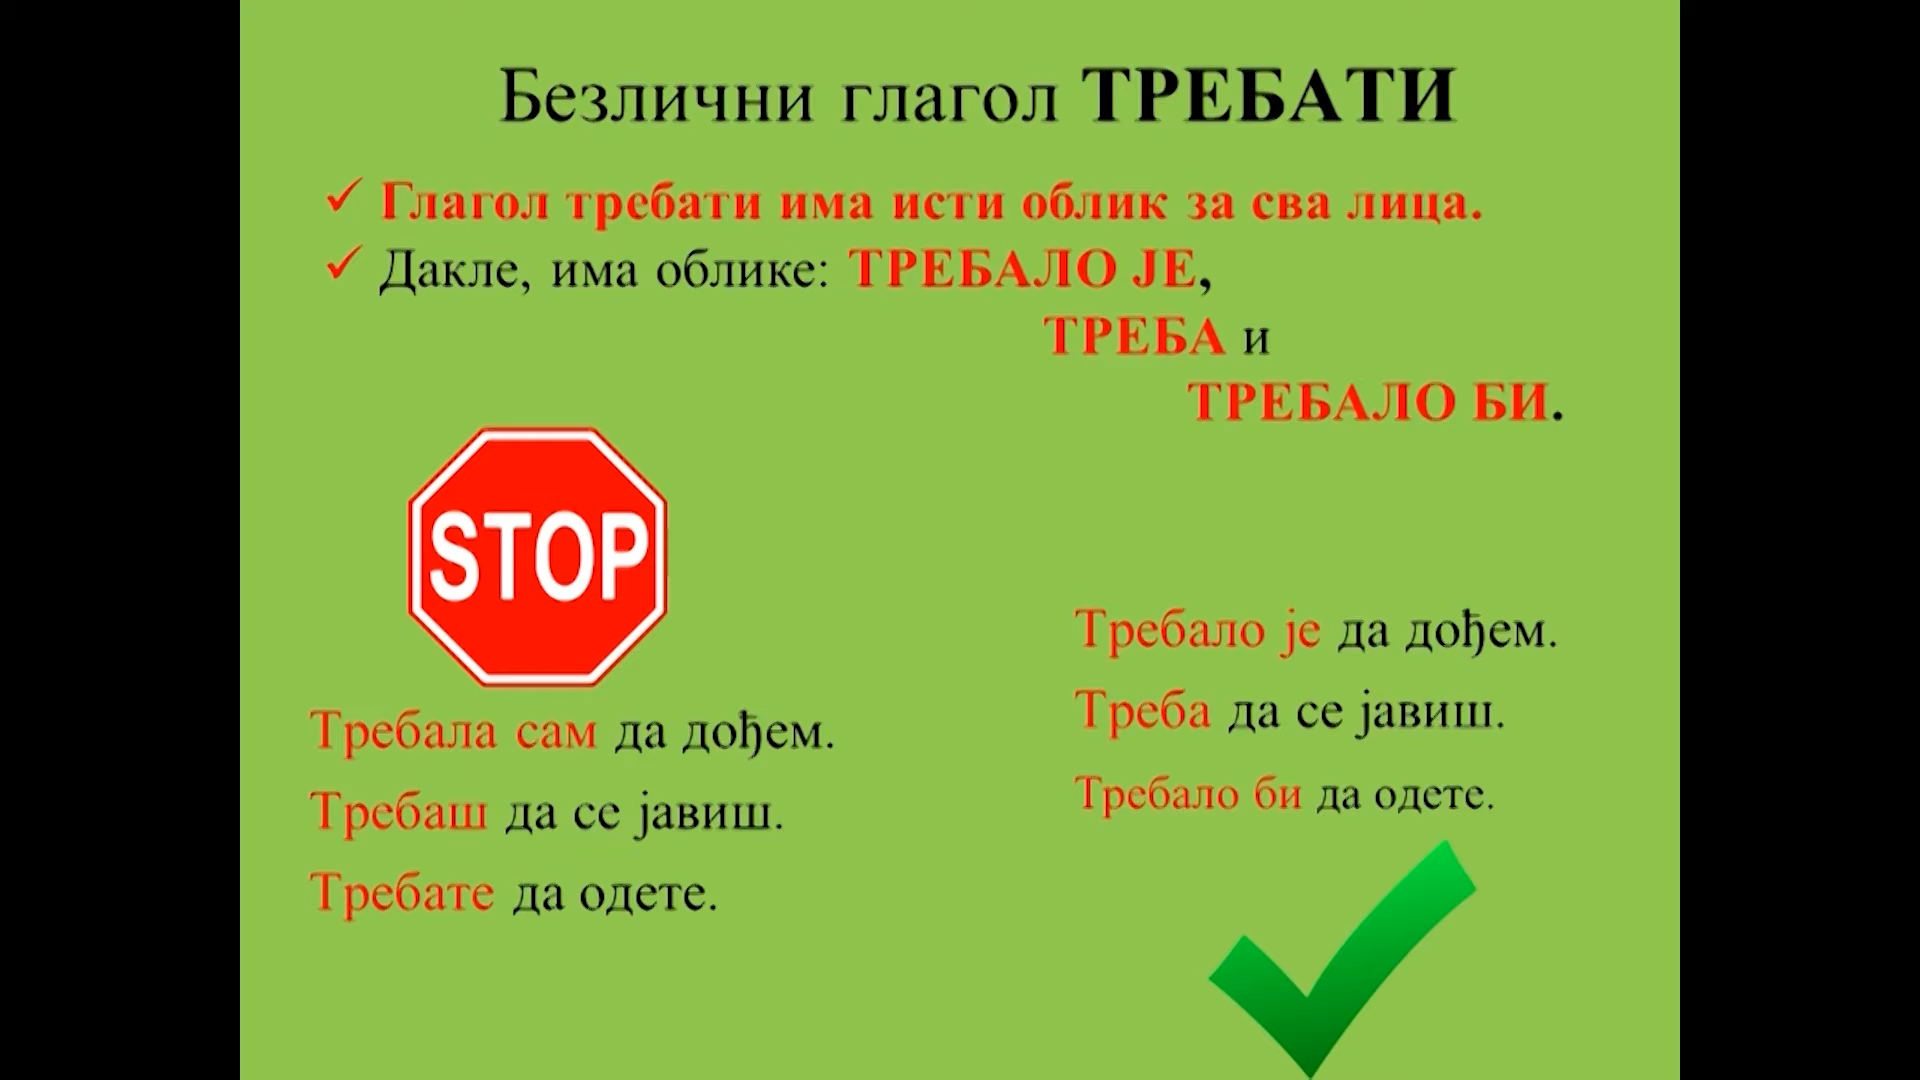 Безлични глагол ТРЕБАТИ
Глагол требати има исти облик за сва лица.
Дакле, има облике: ТРЕБАЛО ЈЕ,
ТРЕБА и
ТРЕБАЛО БИ.
STOP
Требала сам да дођем.
Требаш да се јавиш.
Требате да одете.
Требало је да дођем.
Треба да се јавиш.
Требало би да одете.